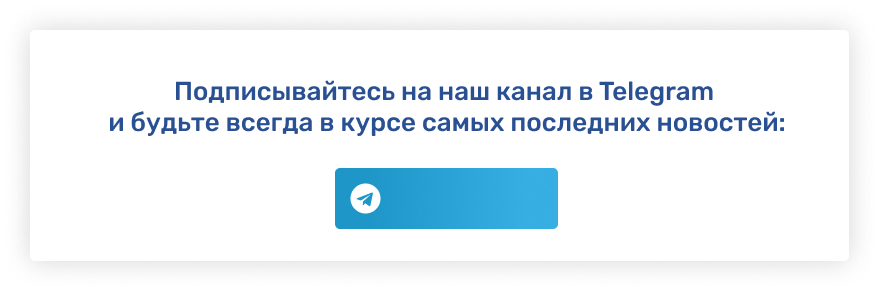 Подписывайтесь на наш канал в Telegram
и будьте всегда в курсе самых последних новостей: